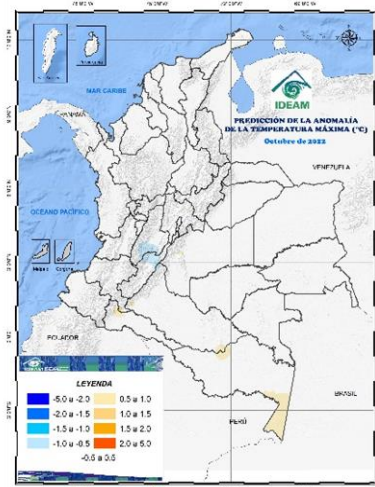 MAR CARIBE
IDEAM
PREDICCIÓN DE LA ANOMALÍA
DE LA TEMPERATURA MÁXIMA (°C)
Octubre de 2022
PANAMÁ
VENEZUELA
OCÉANO PACÍFICO
Malpelo
Gorgona
ECUADOR
BRASIL
PERÚ
LEYENDA
-5.0 a -2.0
0.5 a 1.0
-2.0 a -1.5
1.0 a 1.5
-1.5 a -1.0
1.5 a 2.0
-1.0 a -0.5
2.0 a 5.0
-0.5 a 0.5